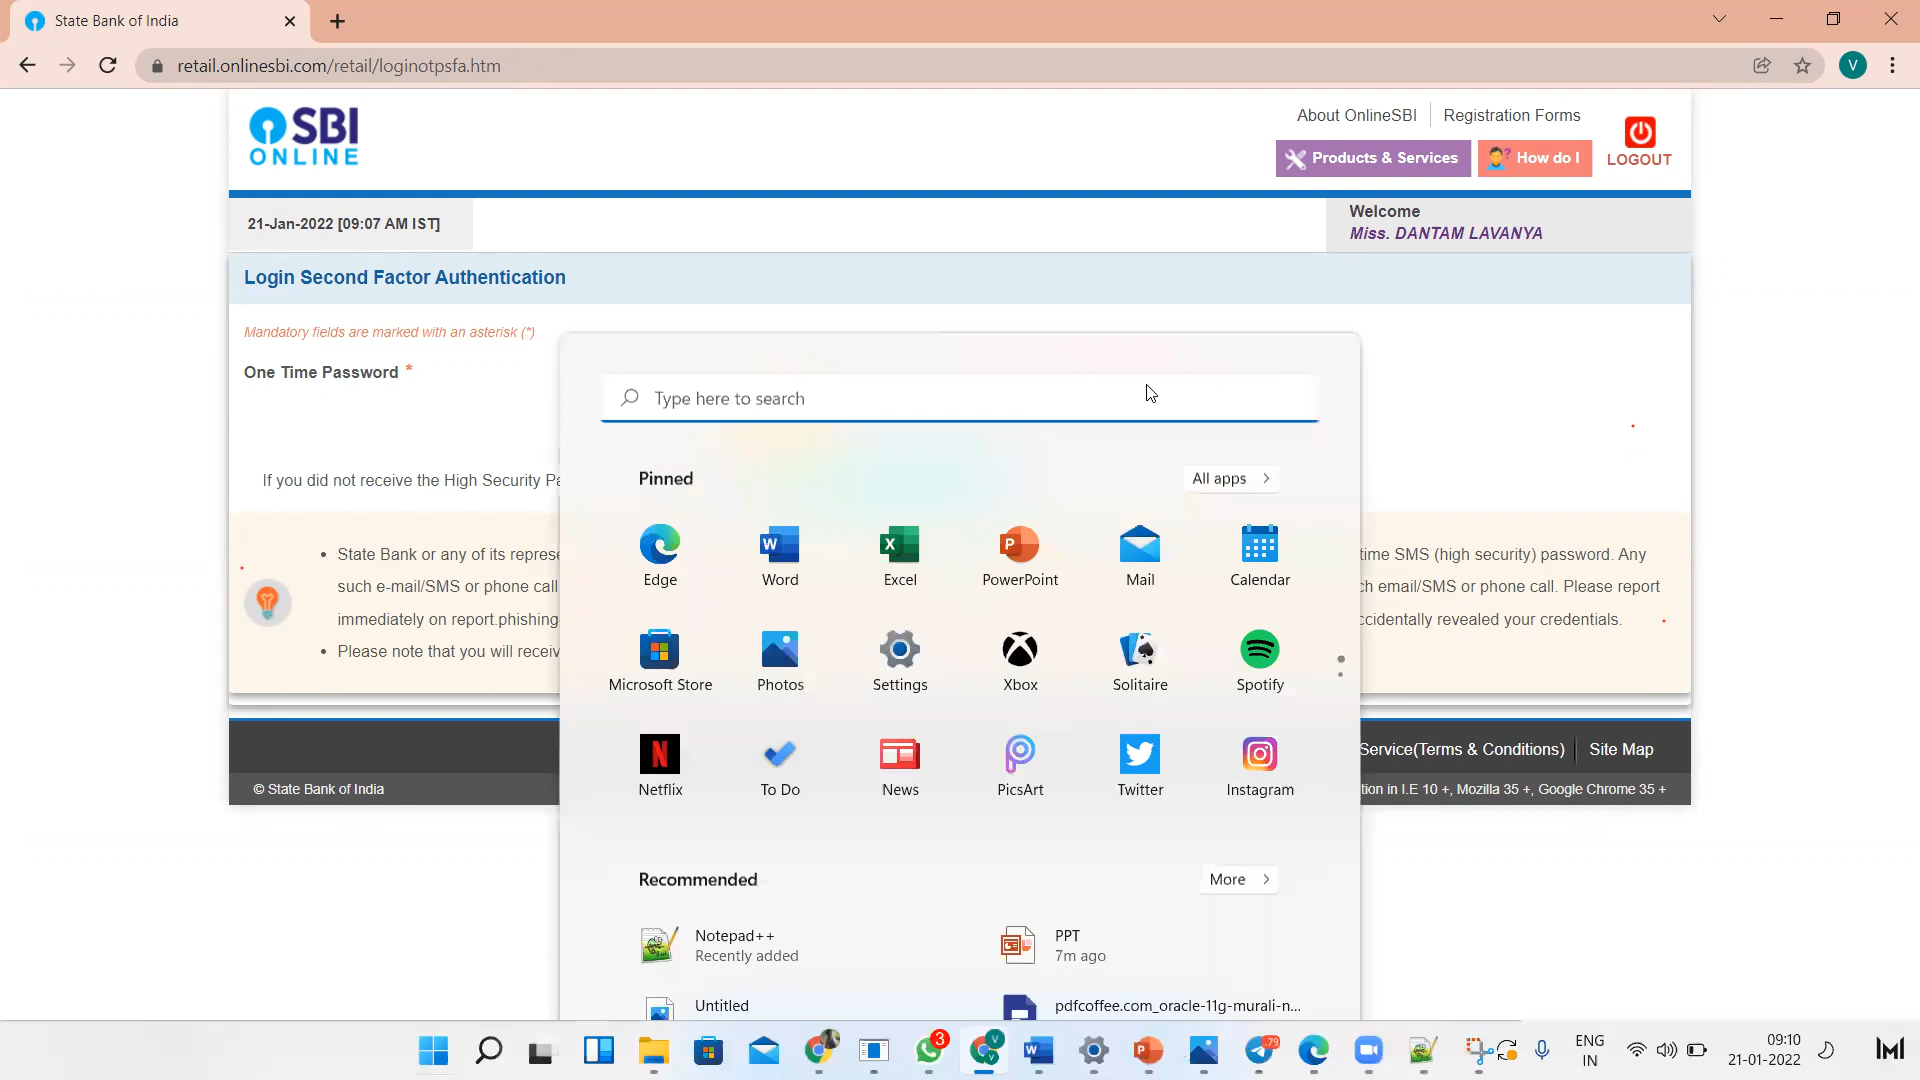 State Bank of India
retail.onlinesbi.com/retail/loginotpsfa.htm
V
SBI
ONLINE
About OnlineSBI
Registration Forms
Products & Services
How do I
LOGOUT
21-Jan-2022 [09:07 AM IST]
Welcome
Miss. DANTAM LAVANYA
Login Second Factor Authentication
Mandatory fields are marked with an asterisk (*)
One Time Password *
If you did not receive the High Security Pa
State Bank or any of its represe
time SMS (high security) password. Any
such e-mail/SMS or phone call
ch email/SMS or phone call. Please report
immediately on report.phishing
ccidentally revealed your credentials.
Please note that you will receiv
Service(Terms & Conditions)
Site Map
© State Bank of India
tion in I.E 10 +, Mozilla 35 +, Google Chrome 35 +
Type here to search
Pinned
All apps
Edge
Word
Excel
PowerPoint
Mail
Calendar
Microsoft Store
Photos
Settings
Xbox
Solitaire
Spotify
Netflix
To Do
News
PicsArt
Twitter
Instagram
Recommended
More
Notepad++
Recently added
PPT
7m ago
Untitled
pdfcoffee.com_oracle-11g-murali-n...
3
V
79
ENG
IN
09:10
21-01-2022